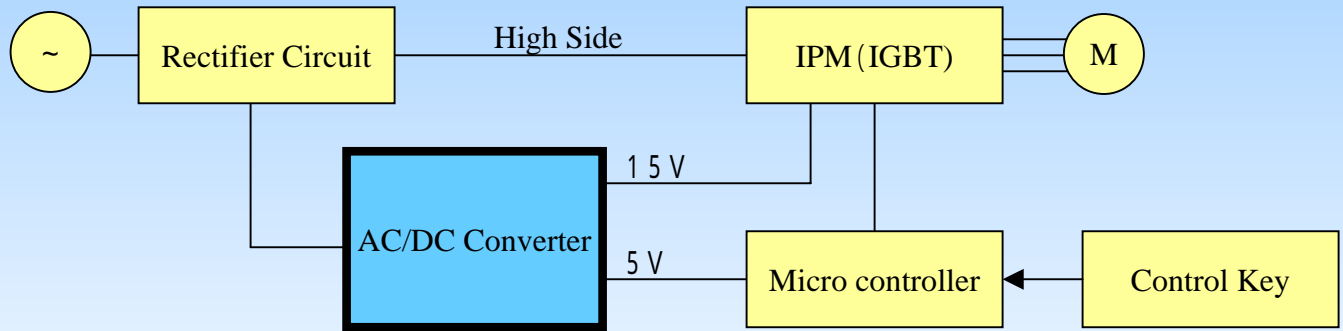 ~
Rectifier Circuit
High Side
IPM(IGBT)
M
15V
AC/DC Converter
5V
Micro controller
Control Key